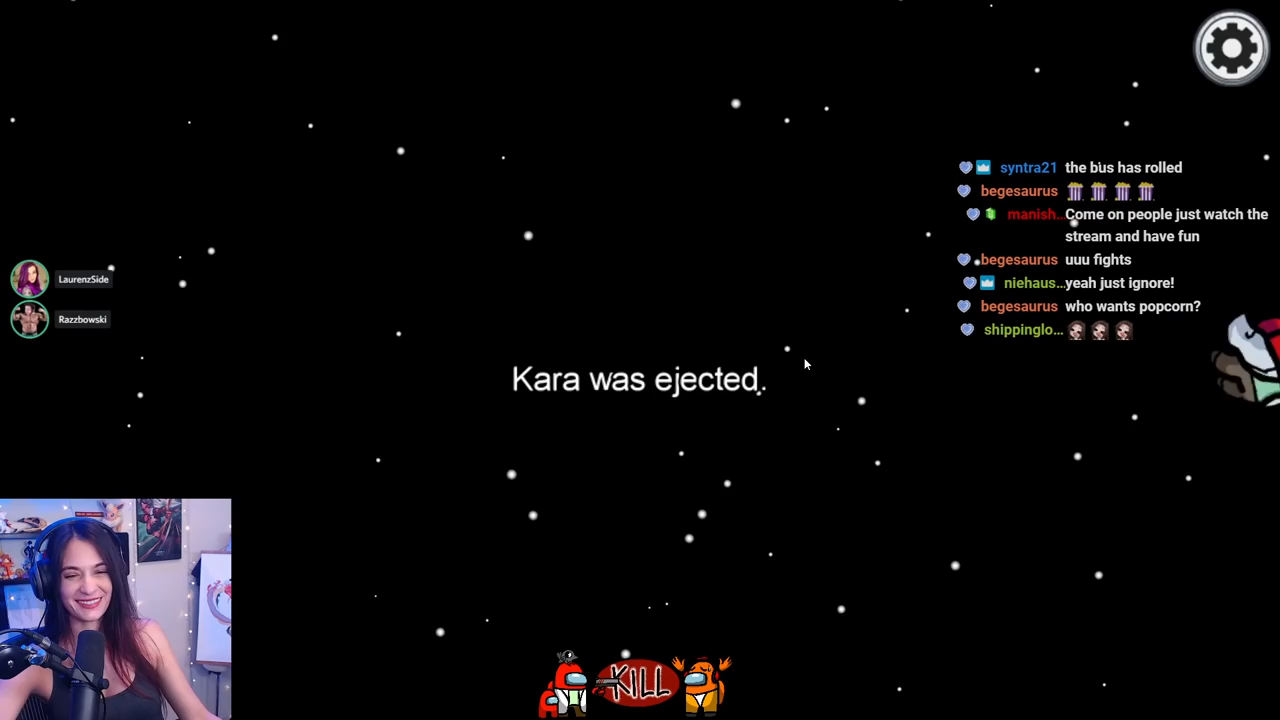 syntra21 the bus has rolled
begesaurus
manish... Come on people just watch the
stream and have fun
begesaurus uuu fights
LaurenzSide
niehaus... yeah just ignore!
begesaurus who wants popcorn?
Razzbowski
shippinglo...
Kara was ejected.
KILL